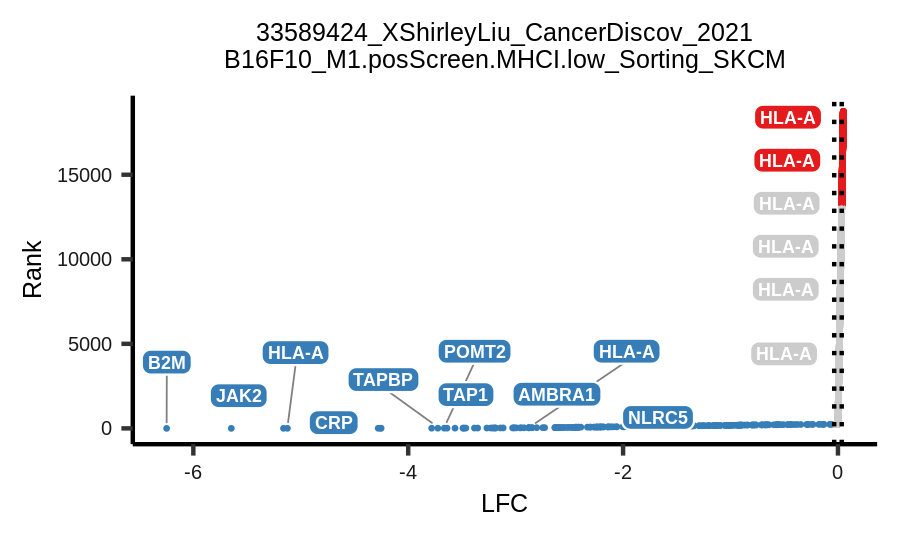 33589424_XShirleyLiu_CancerDiscov_2021
B16F10_M1.posScreen.MHCI.low_Sorting_SKCM
HLA-A
15000
HLA-A
HLA-A
HLA-A
10000
HLA-A
Rank
5000
HLA-A
POMT2
HLA-A
HLA-A
B2M
TAPBP
JAK2
TAP1
AMBRA1
CRP
NLRC5
0
-6
-4
-2
0
LFC